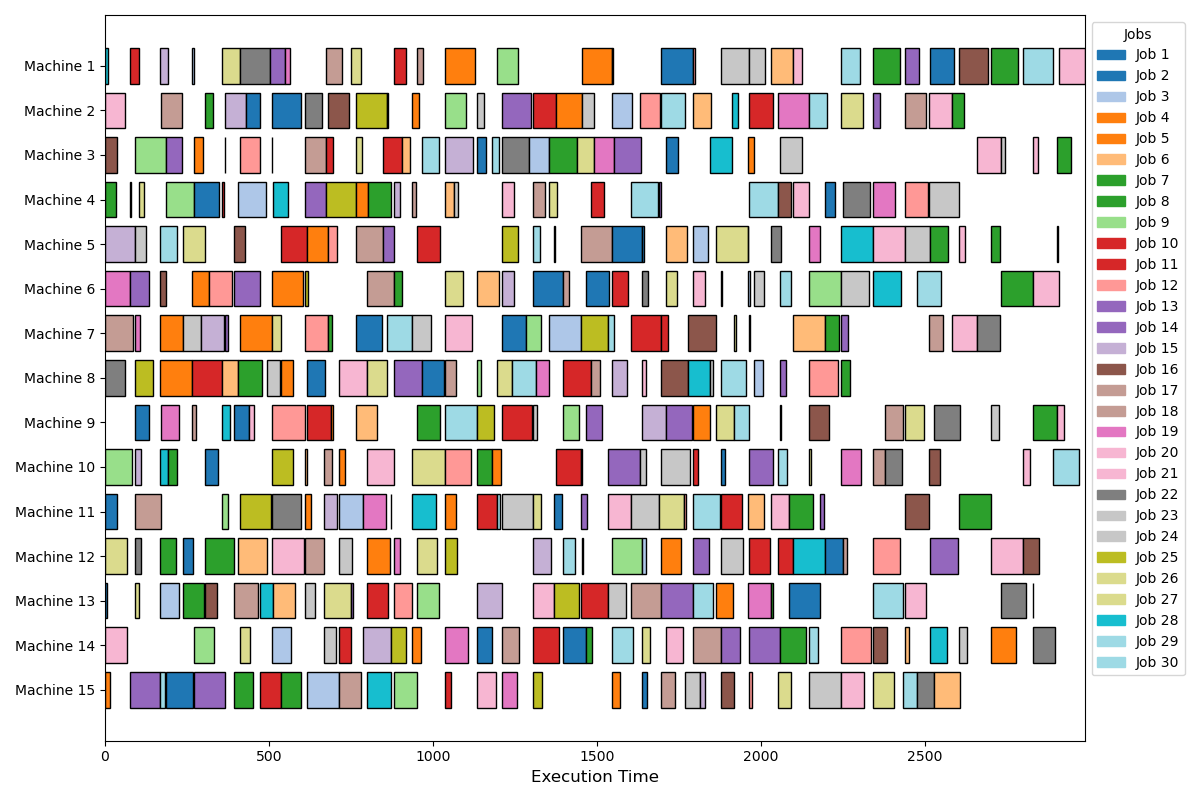 Machine 1
Machine 2
Machine 3
Machine 4
Machine 5
Machine 6
Machine 7
Machine 8
Machine 9
Machine 10
Machine 11
Machine 12
Machine 13
Machine 14
Machine 15
0 500 1000 1500 2000 2500
Execution Time
Jobs
Job 1
Job 2
Job 3
Job 4
Job 5
Job 6
Job 7
Job 8
Job 9
Job 10
Job 11
Job 12
Job 13
Job 14
Job 15
Job 16
Job 17
Job 18
Job 19
Job 20
Job 21
Job 22
Job 23
Job 24
Job 25
Job 26
Job 27
Job 28
Job 29
Job 30